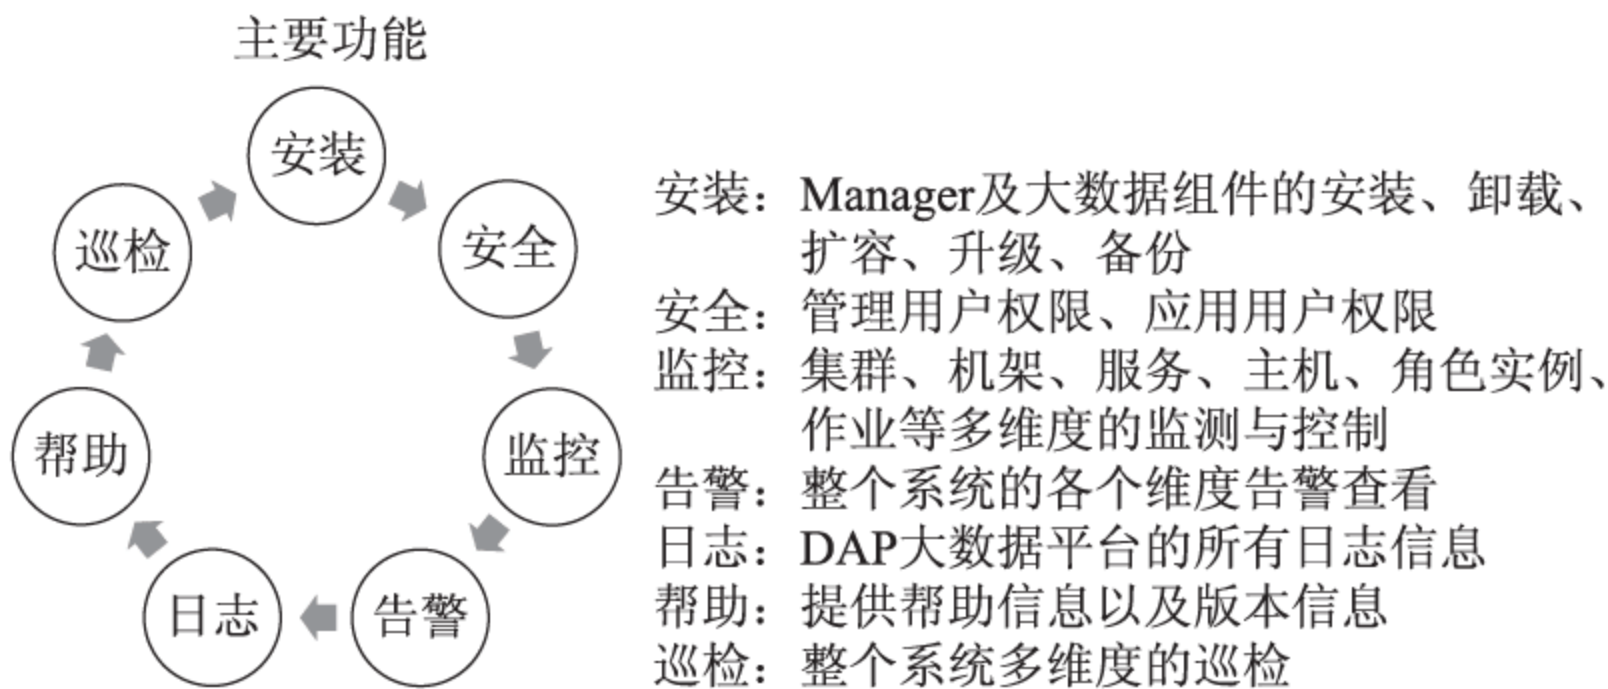 主要功能
安装
安全
监控
告警
日志
帮助
巡检
安装：Manager及大数据组件的安装、卸载、
扩容、升级、备份
安全：管理用户权限、应用用户权限
监控：集群、机架、服务、主机、角色实例、
作业等多维度的监测与控制
告警：整个系统的各个维度告警查看
日志：DAP大数据平台的所有日志信息
帮助：提供帮助信息以及版本信息
巡检：整个系统多维度的巡检